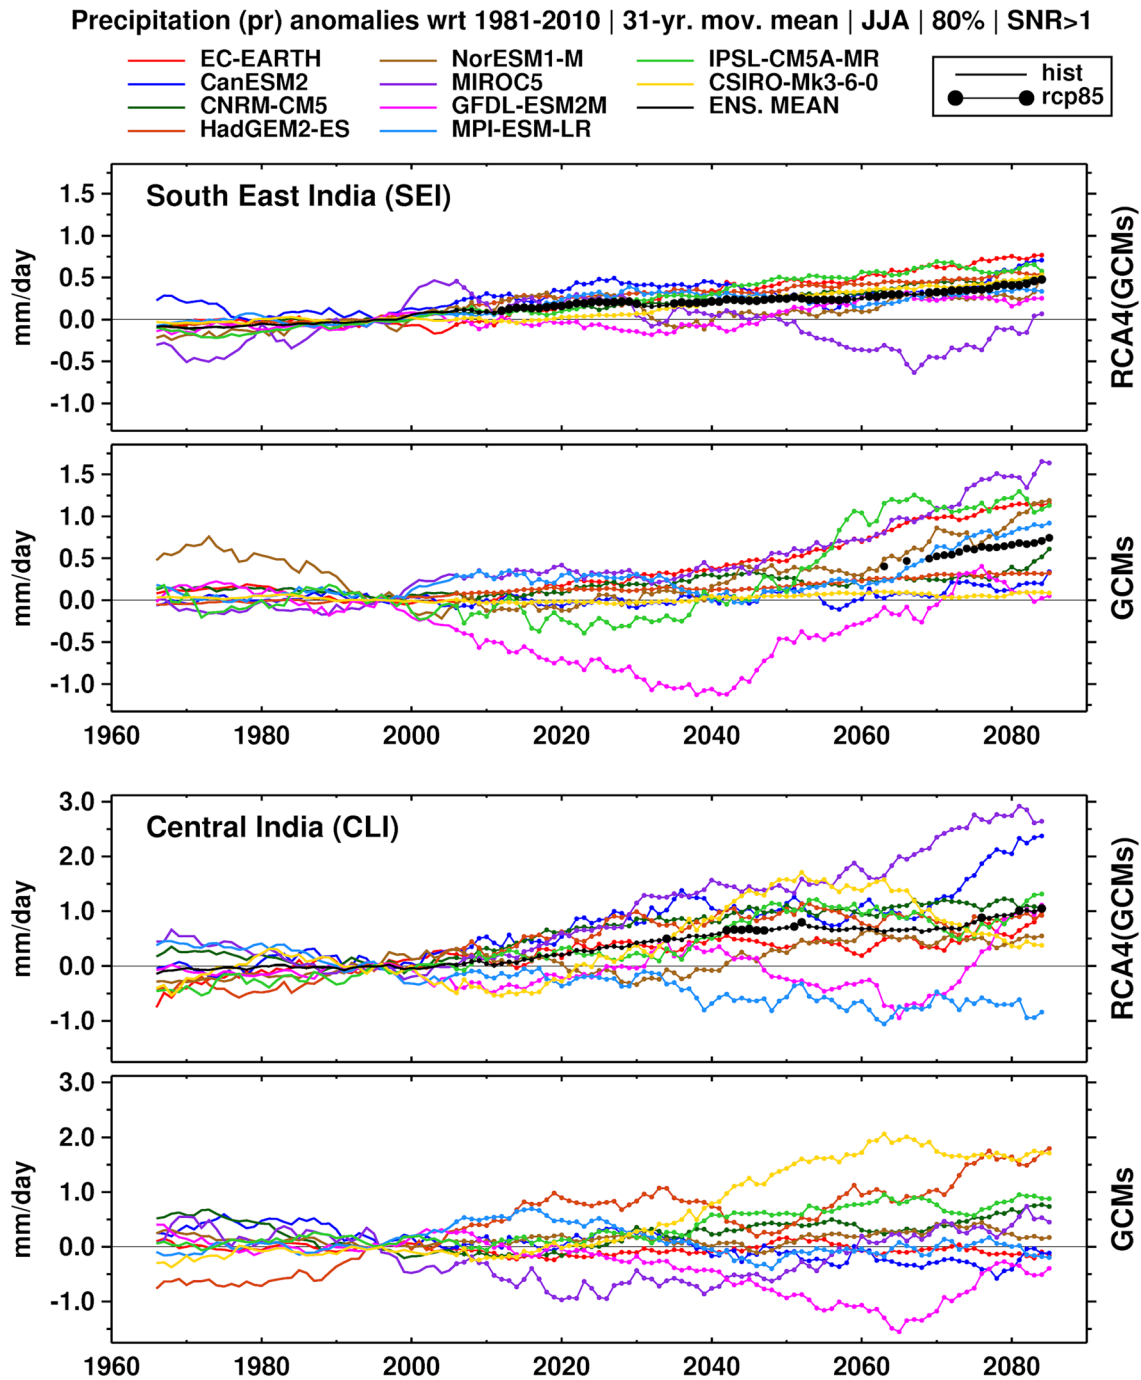 Precipitation (pr) anomalies wrt 1981-2010 | 31-yr. mov. mean | JJA | 80% | SNR>1
EC-EARTH NorESM1-M IPSL-CM5A-MR hist
CanESM2 MIROC5 CSIRO-Mk3-6-0 rcp85
CNRM-CM5 GFDL-ESM2M ENS. MEAN
HadGEM2-ES MPI-ESM-LR
South East India (SEI)
1.5
1.0
0.5
0.0
-0.5
-1.0
mm/day
RCA4(GCMs)
1.5
1.0
0.5
0.0
-0.5
-1.0
mm/day
GCMs
1960 1980 2000 2020 2040 2060 2080
Central India (CLI)
3.0
2.0
1.0
0.0
-1.0
mm/day
RCA4(GCMs)
3.0
2.0
1.0
0.0
-1.0
mm/day
GCMs
1960 1980 2000 2020 2040 2060 2080